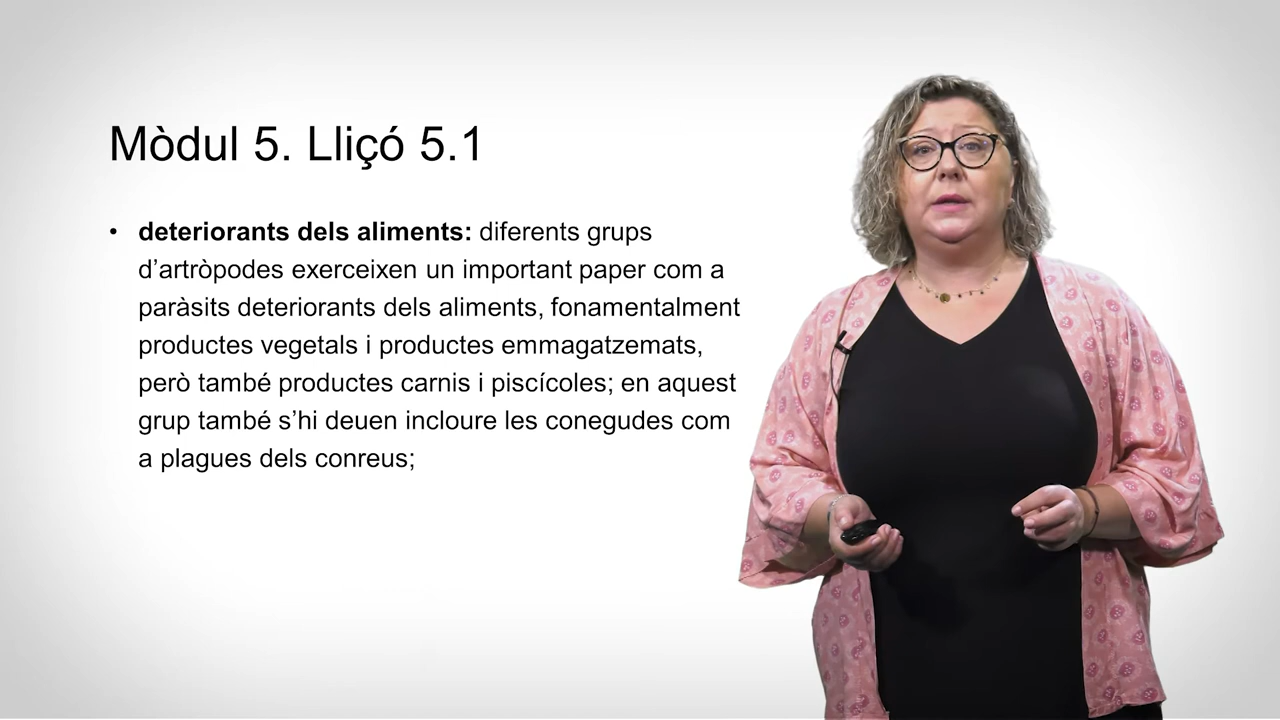 Mòdul 5. Lliçó 5.1
• deteriorants dels aliments: diferents grups
d’artròpodes exerceixen un important paper com a
paràsits deteriorants dels aliments, fonamentalment
productes vegetals i productes emmagatzemats,
però també productes carnis i piscícoles; en aquest
grup també s’hi deuen incloure les conegudes com
a plagues dels conreus;